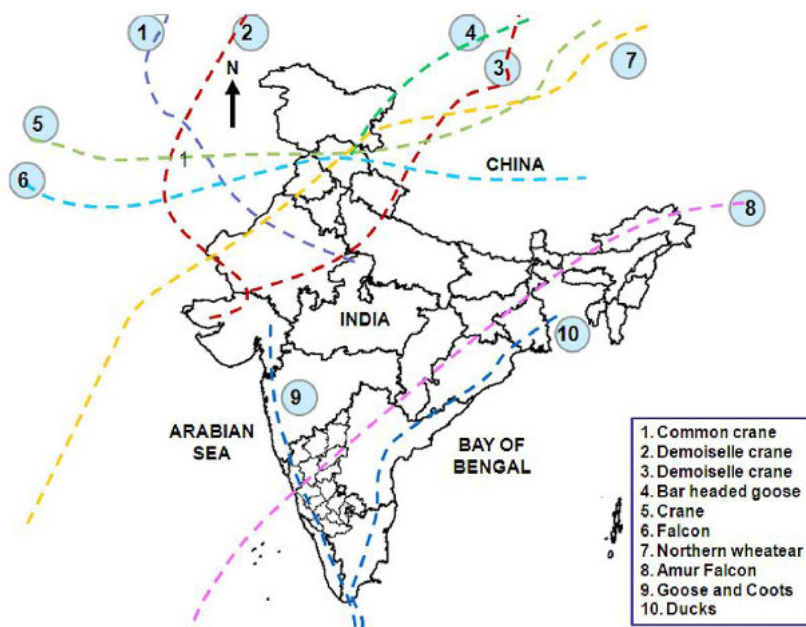 1
2
4
7
3
N
5
1
6
CHINA
8
INDIA
10
9
ARABIAN
SEA
BAY OF
BENGAL
1. Common crane
2. Demoiselle crane
3. Demoiselle crane
4. Bar headed goose
5. Crane
6. Falcon
7. Northern wheatear
8. Amur Falcon
9. Goose and Coots
10. Ducks